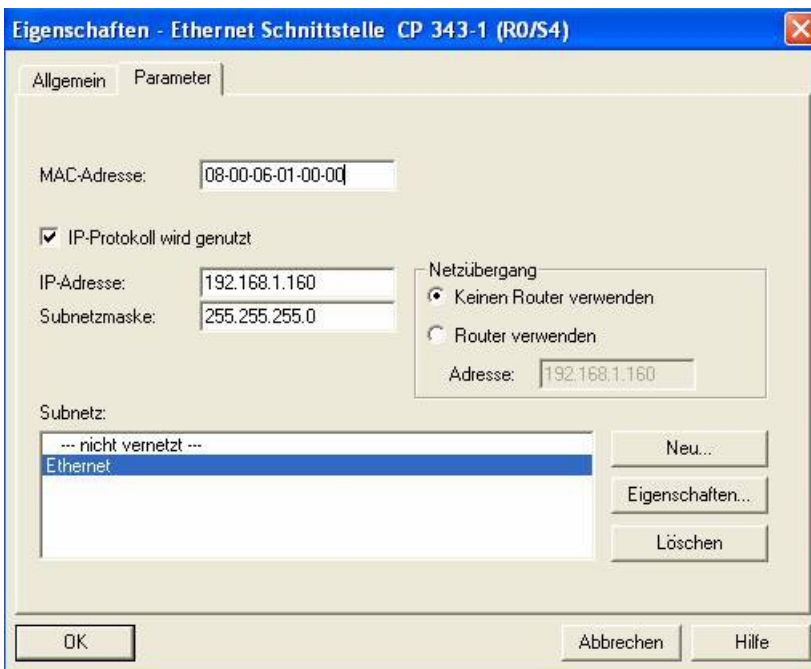 Eigenschaften - Ethernet Schnittstelle CP 343-1 (R0/S4)
Allgemein
Parameter
MAC-Adresse:
08-00-06-01-00-00
IP-Protokoll wird genutzt
IP-Adresse:
192.168.1.160
Subnetzmaske:
255.255.255.0
Netzübergang
Keinen Router verwenden
Router verwenden
Adresse:
192.168.1.160
Subnetz:
--- nicht vernetzt ---
Ethernet
Neu...
Eigenschaften...
Löschen
OK
Abbrechen
Hilfe